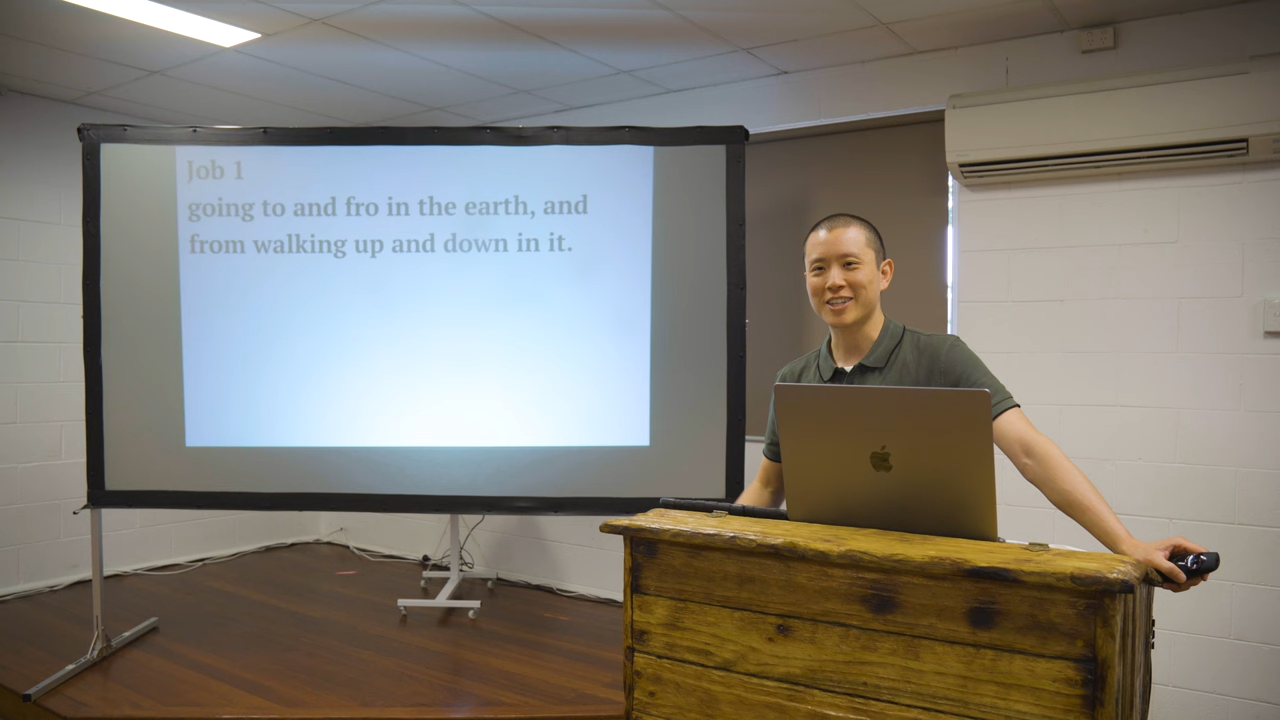 Job 1
going to and fro in the earth, and
from walking up and down in it.